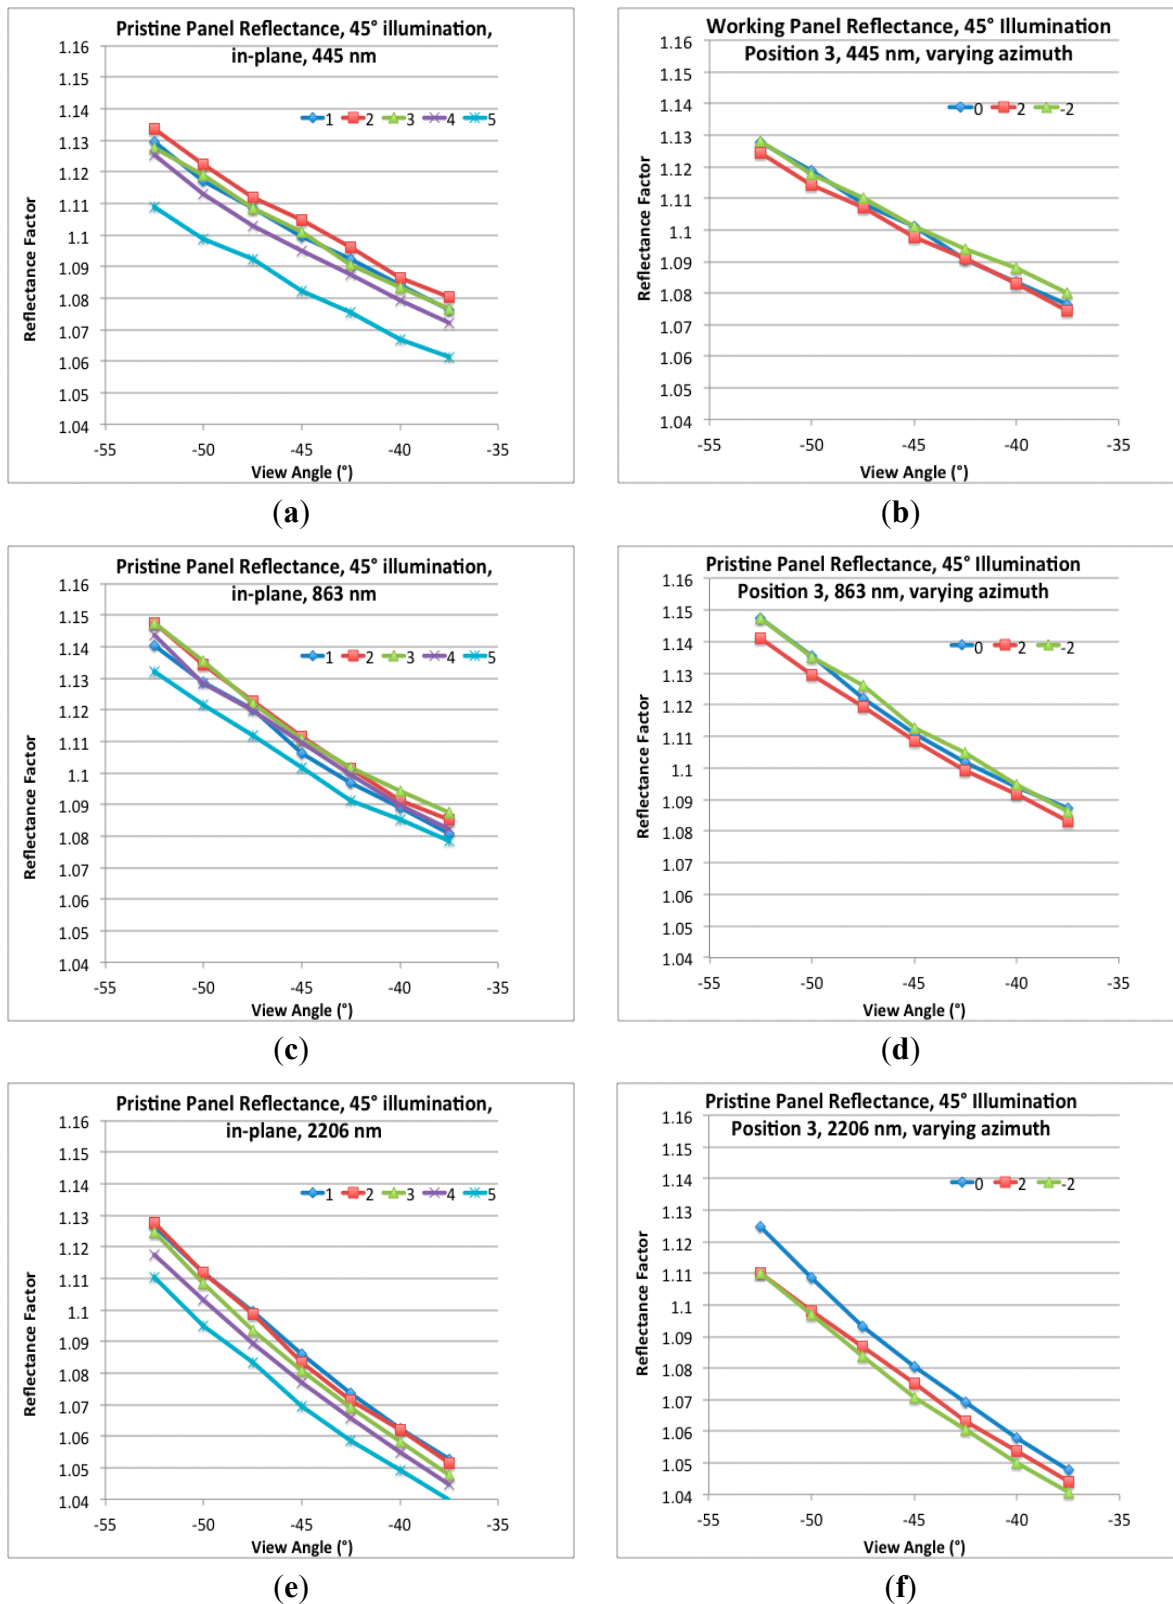 Pristine Panel Reflectance, 45° illumination,
in-plane, 445 nm
1.16
1.15
1.14
1.13
1.12
1.11
1.1
1.09
1.08
1.07
1.06
1.05
1.04
Reflectance Factor
1 2 3 4 5
-55 -50 -45 -40 -35
View Angle (°)
(a)
Working Panel Reflectance, 45° Illumination
Position 3, 445 nm, varying azimuth
1.16
1.15
1.14
1.13
1.12
1.11
1.1
1.09
1.08
1.07
1.06
1.05
1.04
Reflectance Factor
0 2 -2
-55 -50 -45 -40 -35
View Angle (°)
(b)
Pristine Panel Reflectance, 45° illumination,
in-plane, 863 nm
1.16
1.15
1.14
1.13
1.12
1.11
1.1
1.09
1.08
1.07
1.06
1.05
1.04
Reflectance Factor
1 2 3 4 5
-55 -50 -45 -40 -35
View Angle (°)
(c)
Pristine Panel Reflectance, 45° Illumination
Position 3, 863 nm, varying azimuth
1.16
1.15
1.14
1.13
1.12
1.11
1.1
1.09
1.08
1.07
1.06
1.05
1.04
Reflectance Factor
0 2 -2
-55 -50 -45 -40 -35
View Angle (°)
(d)
Pristine Panel Reflectance, 45° illumination,
in-plane, 2206 nm
1.16
1.15
1.14
1.13
1.12
1.11
1.1
1.09
1.08
1.07
1.06
1.05
1.04
Reflectance Factor
1 2 3 4 5
-55 -50 -45 -40 -35
View Angle (°)
(e)
Pristine Panel Reflectance, 45° Illumination
Position 3, 2206 nm, varying azimuth
1.16
1.15
1.14
1.13
1.12
1.11
1.1
1.09
1.08
1.07
1.06
1.05
1.04
Reflectance Factor
0 2 -2
-55 -50 -45 -40 -35
View Angle (°)
(f)